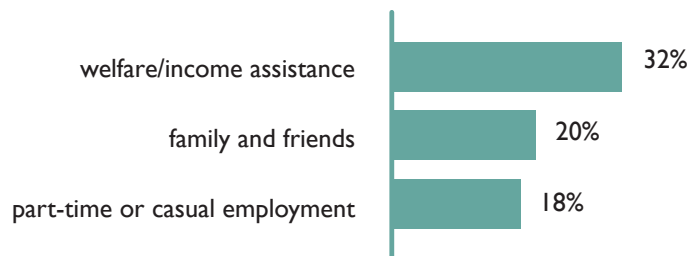 welfare/income assistance 32%
family and friends 20%
part-time or casual employment 18%